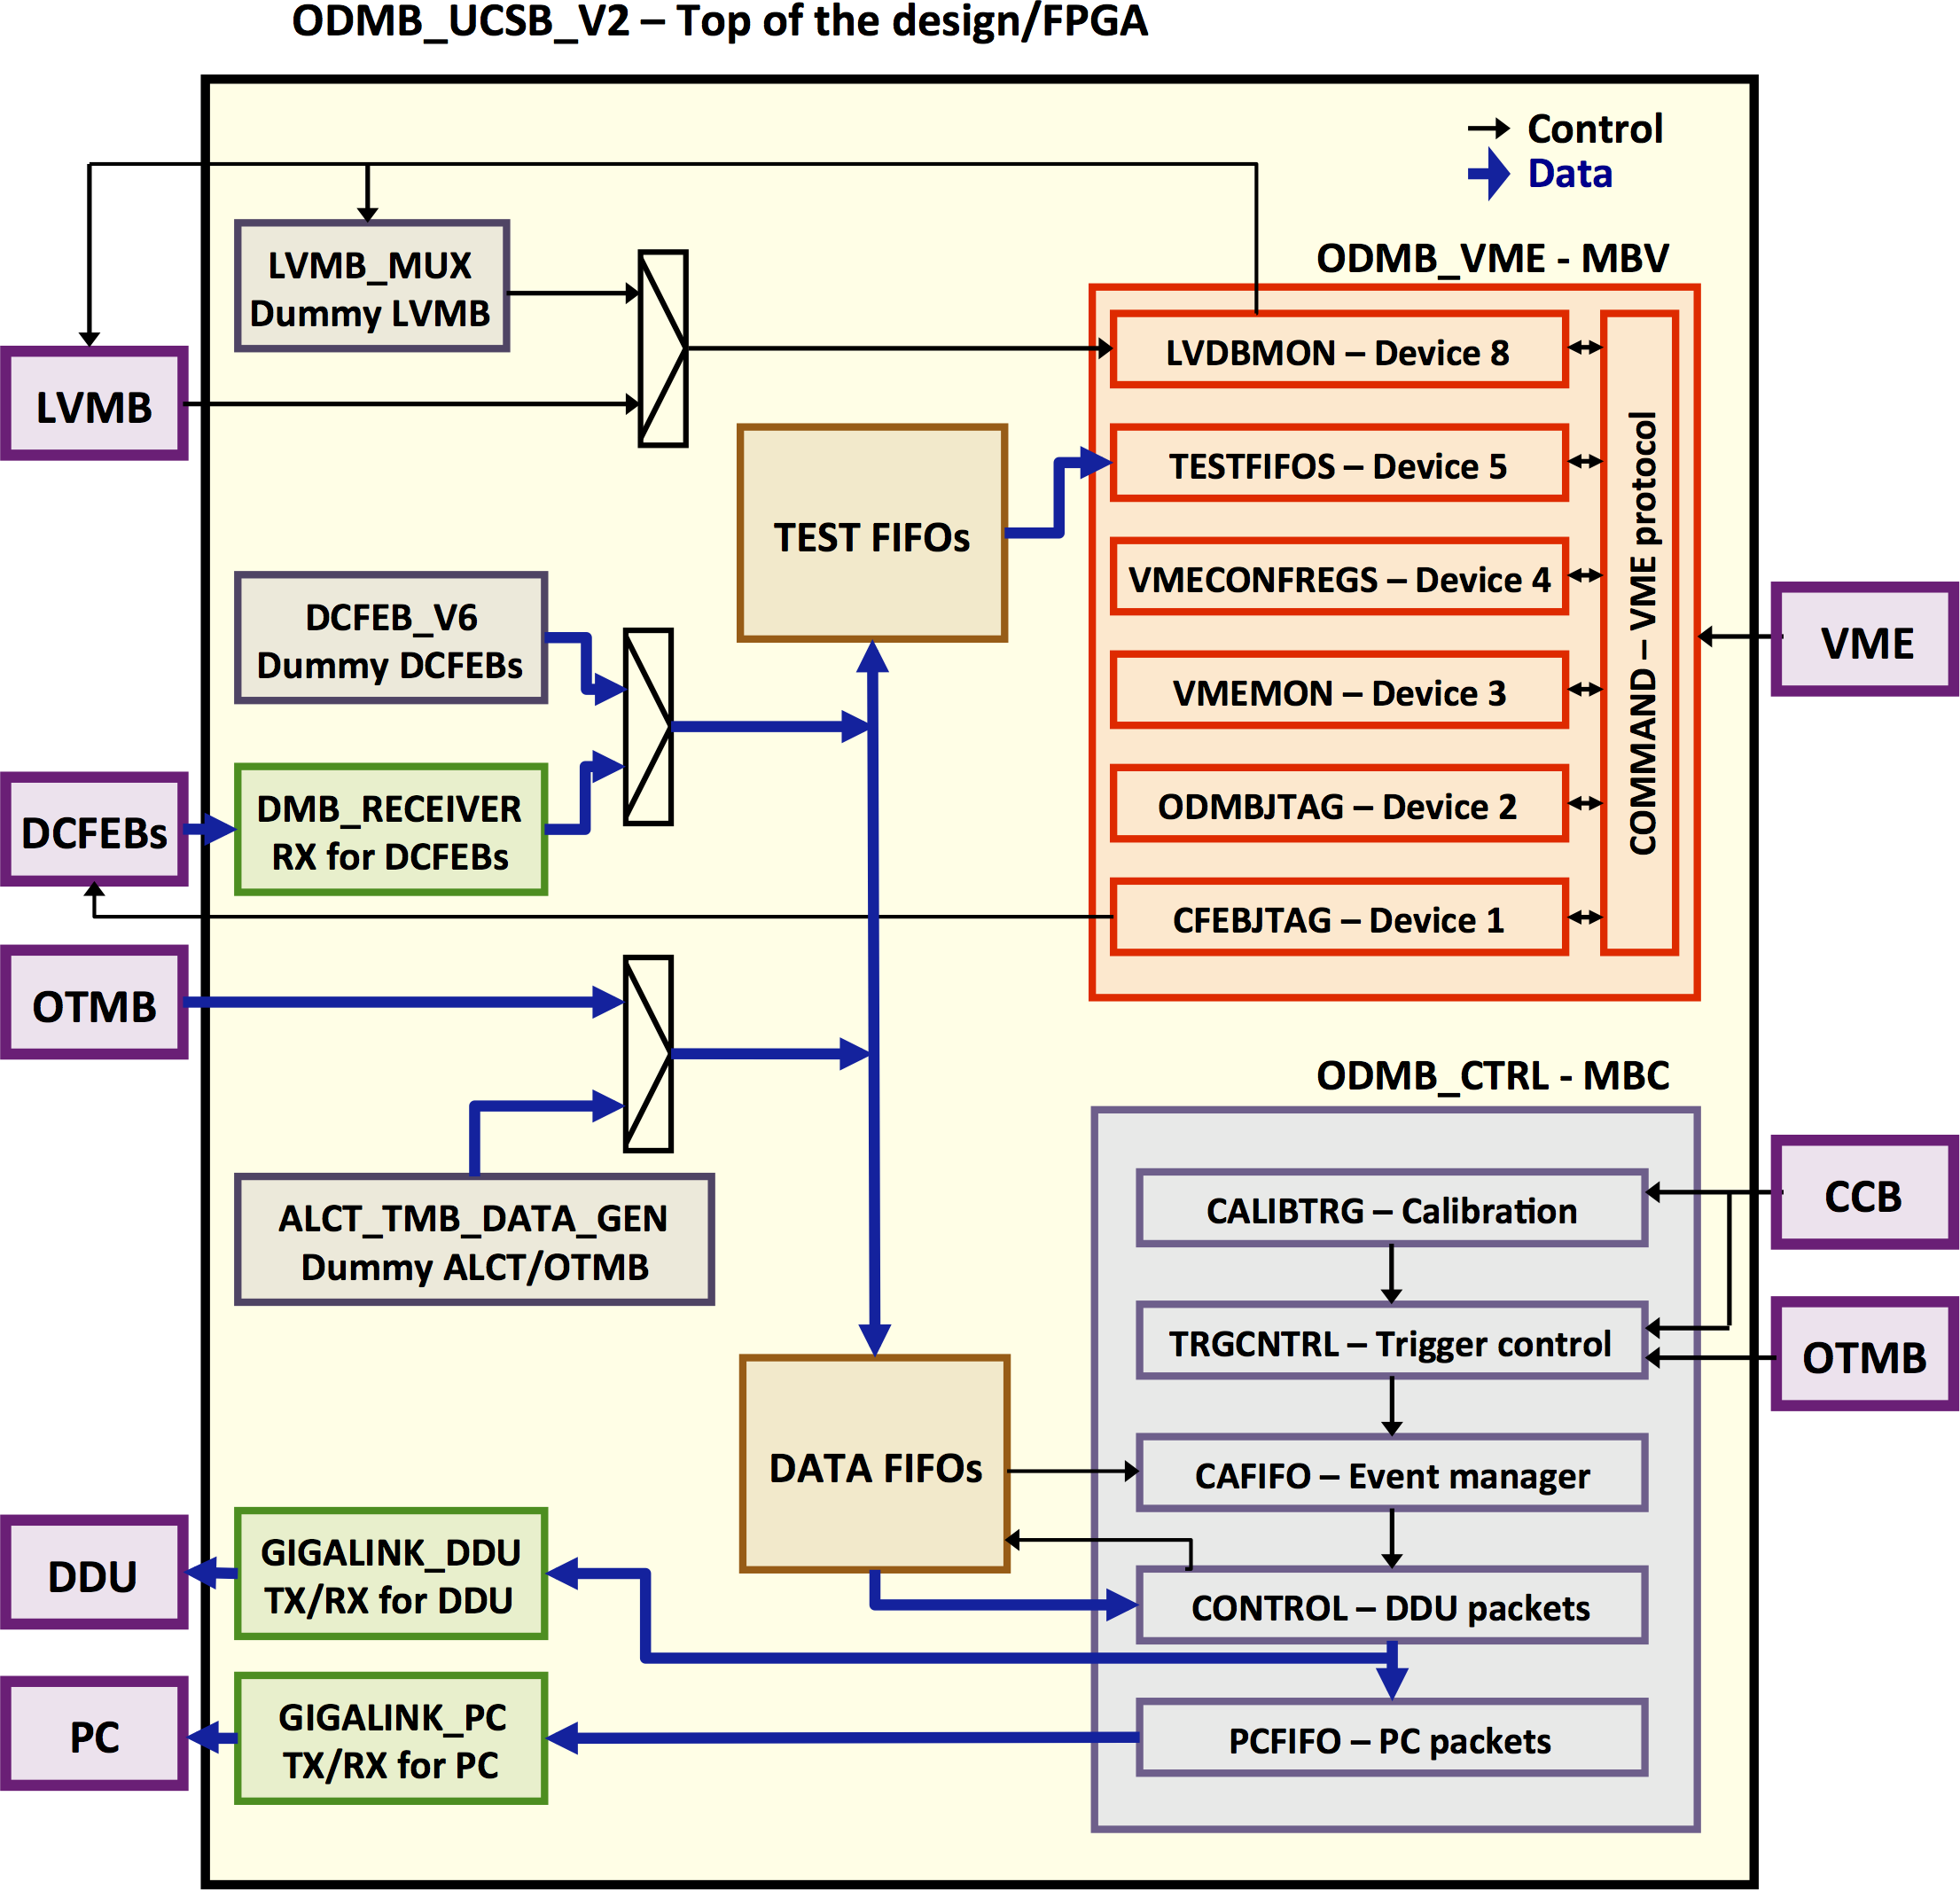 ODMB_UCSB_V2 – Top of the design/FPGA
Control
Data
LVMB_MUX
Dummy LVMB
LVMB
TEST FIFOs
DCFEB_V6
Dummy DCFEBs
DCFEBs
DMB_RECEIVER
RX for DCFEBs
OTMB
ALCT_TMB_DATA_GEN
Dummy ALCT/OTMB
DATA FIFOs
DDU
GIGALINK_DDU
TX/RX for DDU
PC
GIGALINK_PC
TX/RX for PC
ODMB_VME - MBV
LVDBMON – Device 8
TESTFIFOS – Device 5
VMECONFREGS – Device 4
VMEMON – Device 3
ODMBJTAG – Device 2
CFEBJTAG – Device 1
COMMAND – VME protocol
VME
ODMB_CTRL - MBC
CALIBTRG – Calibration
TRGCNTRL – Trigger control
CAFIFO – Event manager
CONTROL – DDU packets
PCFIFO – PC packets
CCB
OTMB